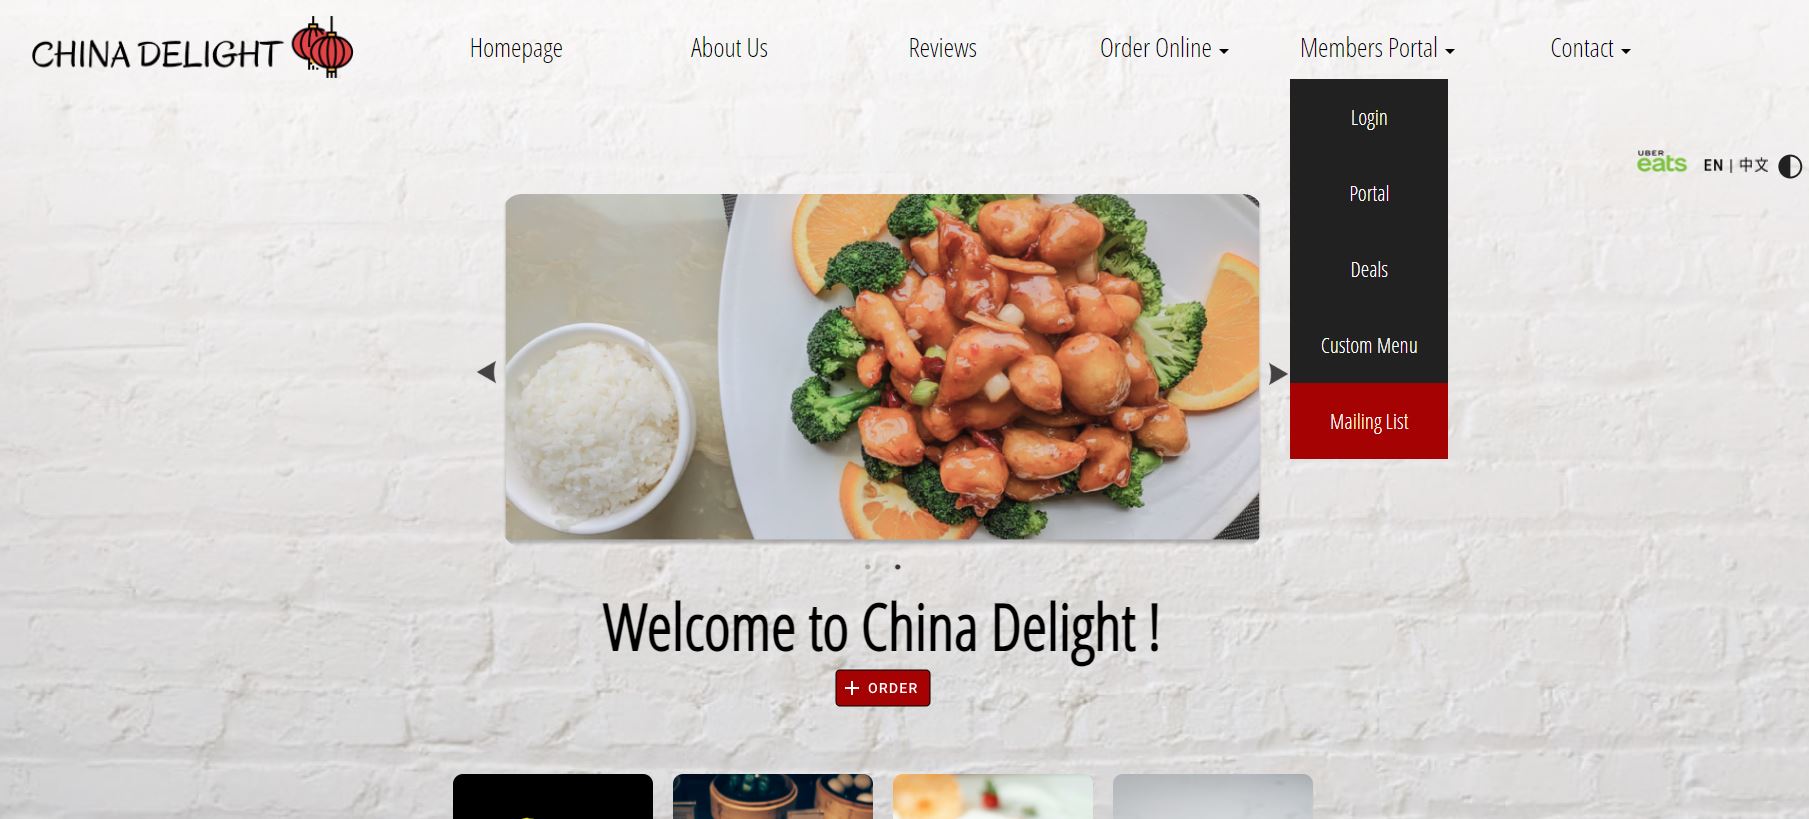 CHINA DELIGHT
Homepage
About Us
Reviews
Order Online
Members Portal
Contact
Login
Portal
Deals
Custom Menu
Mailing List
UBER
eats
EN | 中文
Welcome to China Delight !
+ ORDER